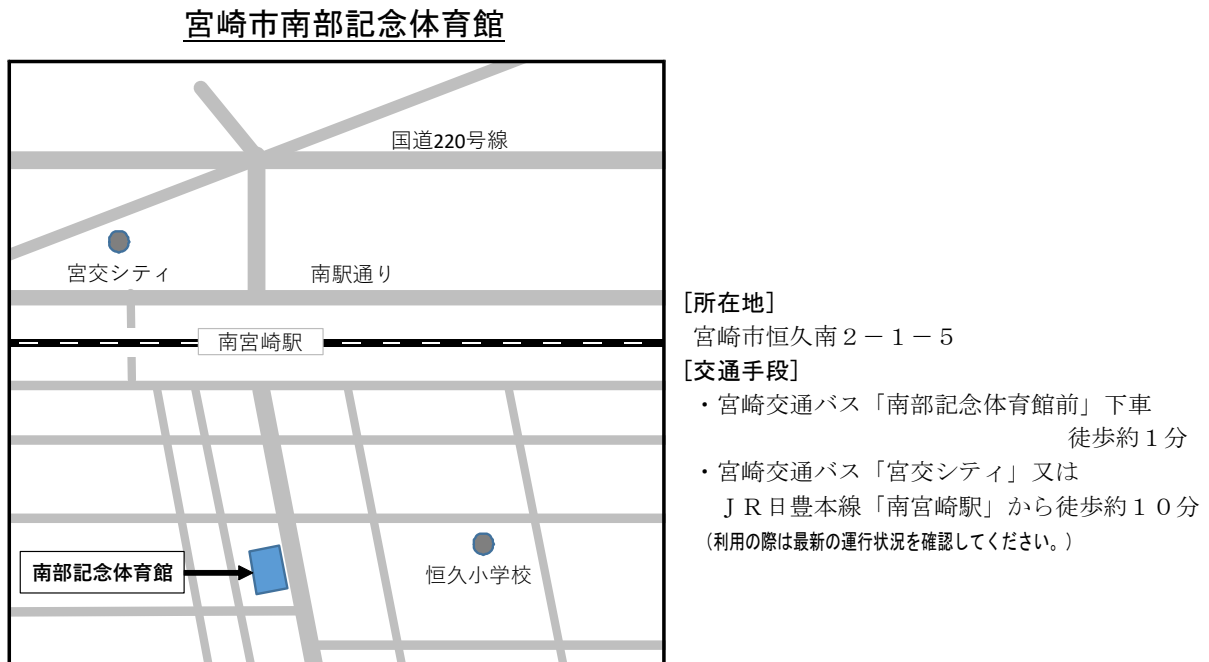 宮崎市南部記念体育館
国道220号線
宮交シティ
南駅通り
南宮崎駅
南部記念体育館
恒久小学校
[所在地]
宮崎市恒久南２－１－５
[交通手段]
・宮崎交通バス「南部記念体育館前」下車
徒歩約１分
・宮崎交通バス「宮交シティ」又は
ＪＲ日豊本線「南宮崎駅」から徒歩約１０分
（利用の際は最新の運行状況を確認してください。）